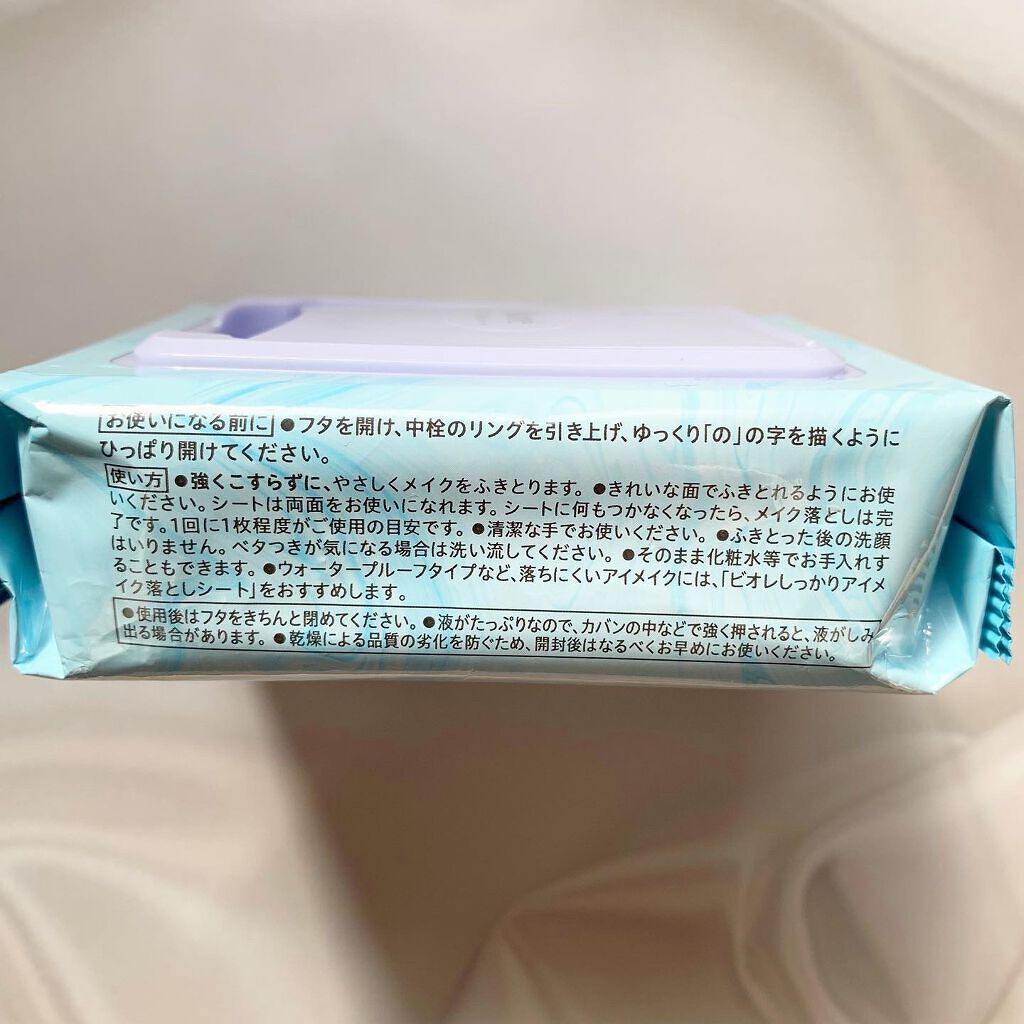 お使いになる前に ●フタを開け、中栓のリングを引き上げ、ゆっくり「の」の字を描くように
ひっぱり開けてください。
使い方 ●強くこすらずに、やさしくメイクをふきとります。 ●きれいな面でふきとれるようにお使
いください。シートは両面をお使いになれます。シートに何もつかなくなったら、メイク落としは完
了です。1回に1枚程度がご使用の目安です。 ●清潔な手でお使いください。 ●ふきとった後の洗顔
はいりません。ベタつきが気になる場合は洗い流してください。 ●そのまま化粧水等でお手入れす
ることもできます。 ●ウォータープルーフタイプなど、落ちにくいアイメイクには、「ビオレしっかりアイメ
イク落としシート」をおすすめします。
●使用後はフタをきちんと閉めてください。 ●液がたっぷりなので、カバンの中などで強く押されると、液がしみ
出る場合があります。 ●乾燥による品質の劣化を防ぐため、開封後はなるべくお早めにお使いください。